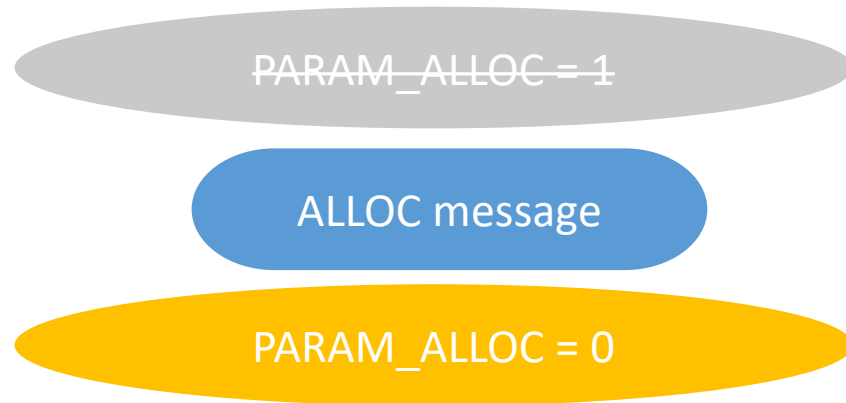 PARAM_ALLOC = 1
ALLOC message
PARAM_ALLOC = 0